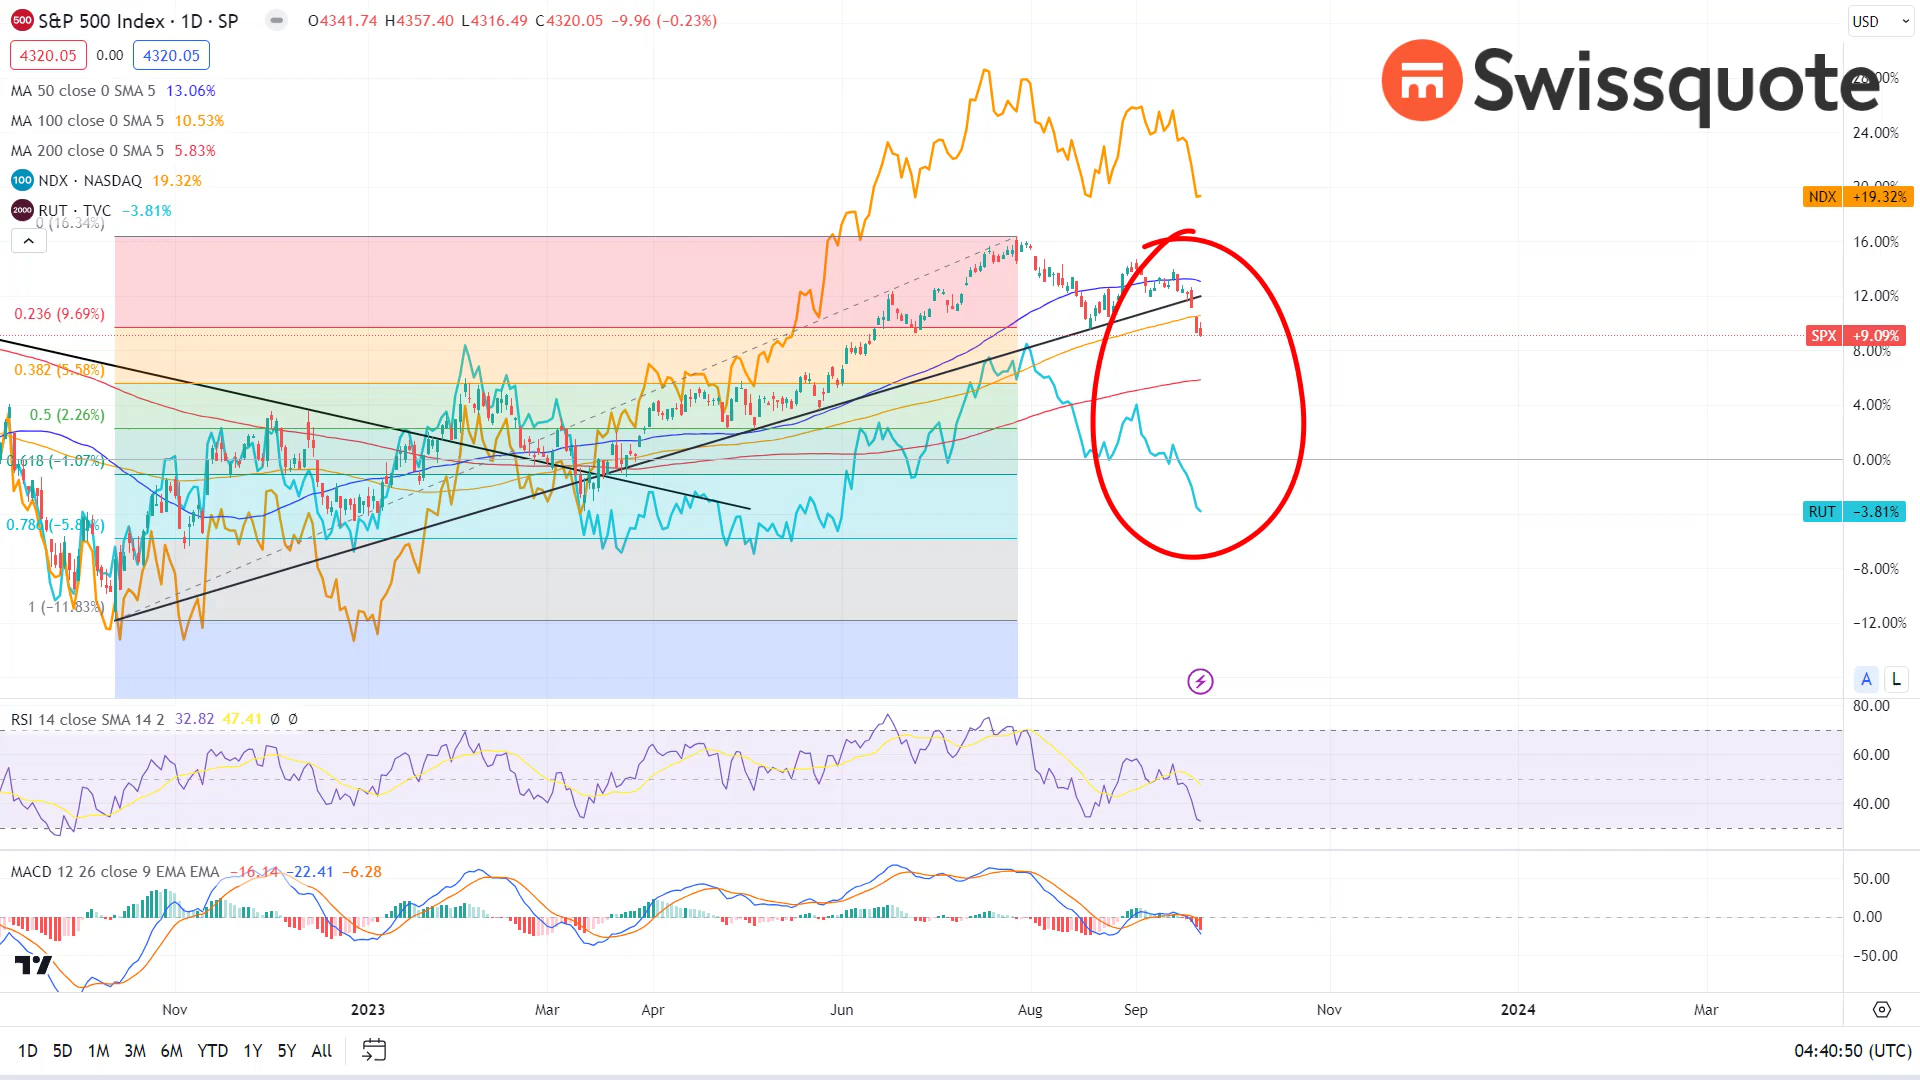 S&P 500 Index · 1D · SP O4341.74 H4357.40 L4316.49 C4320.05 −9.96 (−0.23%)
USD
4320.05 0.00 4320.05
Swissquote
MA 50 close 0 SMA 5 13.06%
MA 100 close 0 SMA 5 10.53%
MA 200 close 0 SMA 5 5.83%
NDX · NASDAQ 19.32%
RUT · TVC −3.81%
0 (16.34%)
0.236 (9.69%)
0.382 (5.58%)
0.5 (2.26%)
0.618 (−1.07%)
1 (−11.83%)
24.00%
NDX +19.32%
16.00%
12.00%
SPX +9.09%
8.00%
4.00%
0.00%
RUT −3.81%
−8.00%
−12.00%
A L
RSI 14 close SMA 14 2 32.82 47.41 Ø Ø
80.00
60.00
40.00
MACD 12 26 close 9 EMA EMA −16.14 −22.41 −6.28
50.00
0.00
−50.00
Nov 2023 Mar Apr Jun Aug Sep Nov 2024 Mar
1D 5D 1M 3M 6M YTD 1Y 5Y All
04:40:50 (UTC)